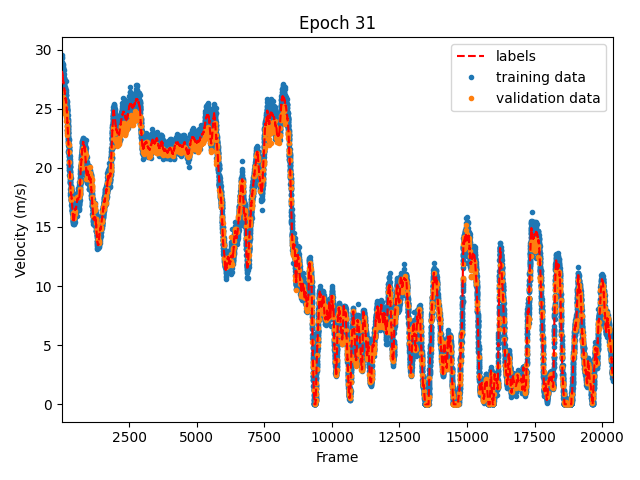 Epoch 31
labels
training data
validation data
30
25
20
15
10
5
0
Velocity (m/s)
2500 5000 7500 10000 12500 15000 17500 20000
Frame